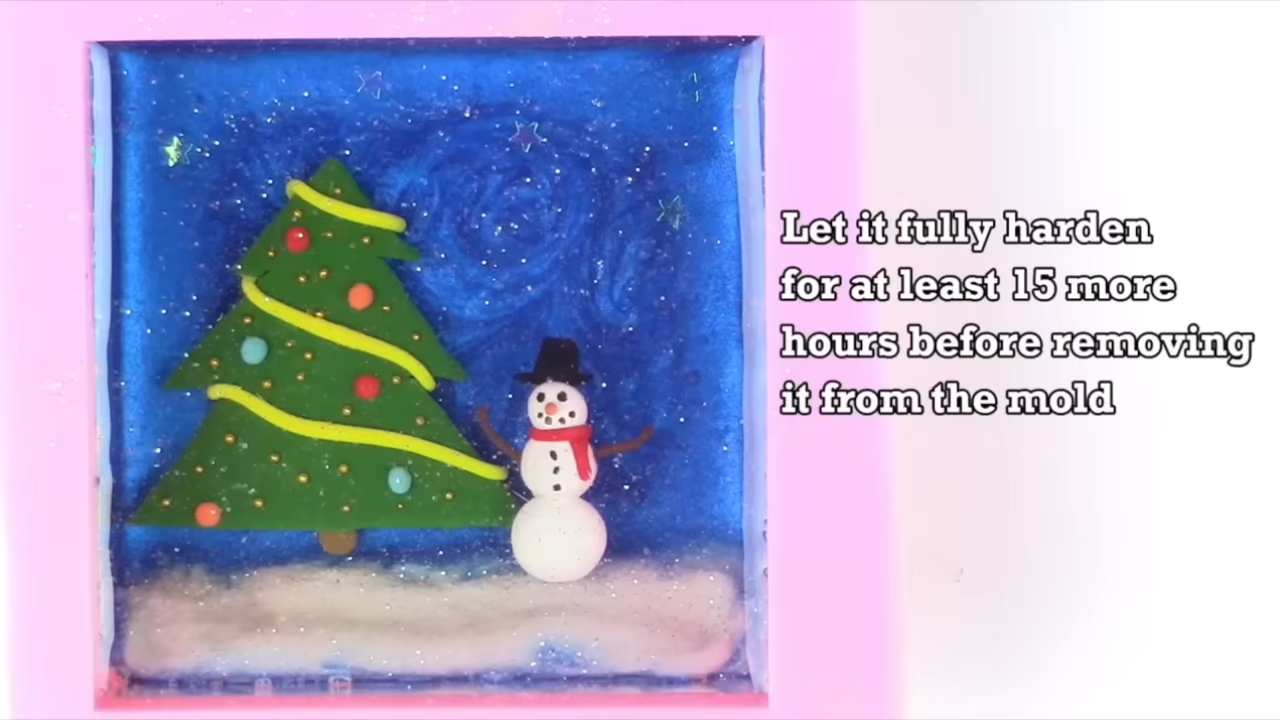 Let it fully harden
for at least 15 more
hours before removing
it from the mold